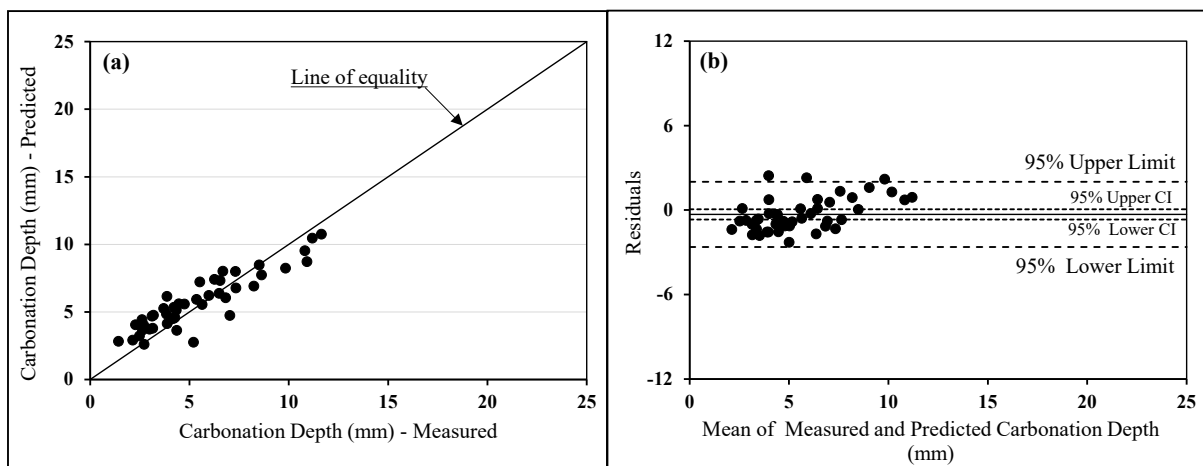 (a)
Line of equality
25
20
15
10
5
0
0 5 10 15 20 25
Carbonation Depth (mm) - Predicted
Carbonation Depth (mm) - Measured
(b)
12
6
0
-6
-12
0 5 10 15 20 25
Residuals
95% Upper Limit
95% Upper CI
95% Lower CI
95% Lower Limit
Mean of Measured and Predicted Carbonation Depth
(mm)